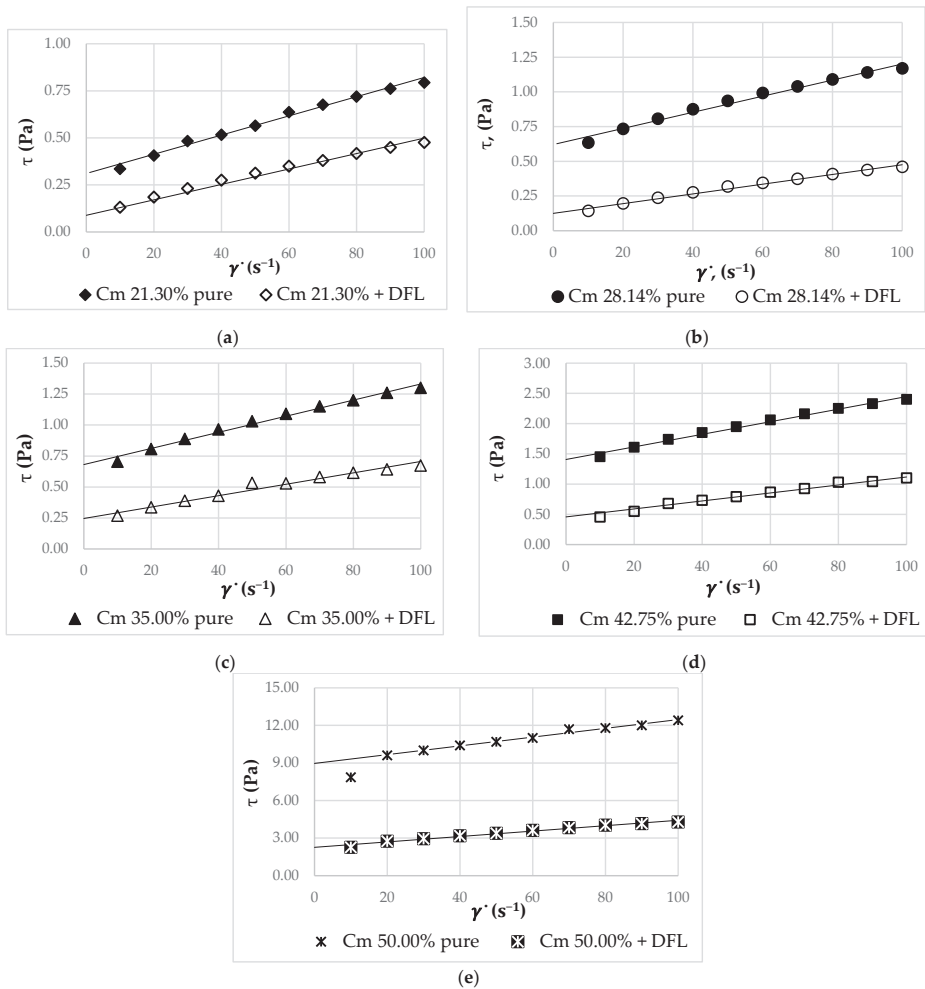 1.00
0.75
0.50
0.25
0.00
τ (Pa)
0 20 40 60 80 100
γ˙ (s⁻¹)
Cm 21.30% pure Cm 21.30% + DFL
(a)
1.50
1.25
1.00
0.75
0.50
0.25
0.00
τ, (Pa)
0 20 40 60 80 100
γ˙, (s⁻¹)
Cm 28.14% pure Cm 28.14% + DFL
(b)
1.50
1.25
1.00
0.75
0.50
0.25
0.00
τ (Pa)
0 20 40 60 80 100
γ˙ (s⁻¹)
Cm 35.00% pure Cm 35.00% + DFL
(c)
3.00
2.50
2.00
1.50
1.00
0.50
0.00
τ (Pa)
0 20 40 60 80 100
γ˙ (s⁻¹)
Cm 42.75% pure Cm 42.75% + DFL
(d)
15.00
12.00
9.00
6.00
3.00
0.00
τ (Pa)
0 20 40 60 80 100
γ˙ (s⁻¹)
Cm 50.00% pure Cm 50.00% + DFL
(e)